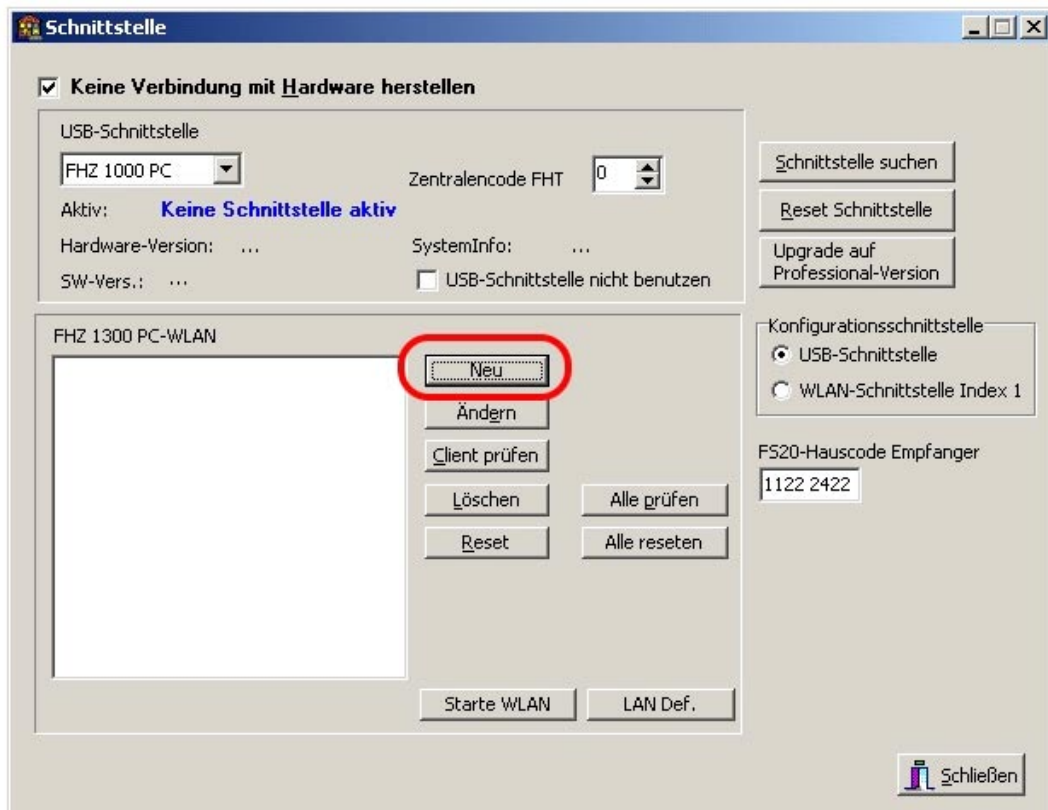 Schnittstelle
Keine Verbindung mit Hardware herstellen
USB-Schnittstelle
FHZ 1000 PC
Zentralencode FHT 0
Aktiv: Keine Schnittstelle aktiv
Hardware-Version: ...
SystemInfo: ...
SW-Vers.: ...
USB-Schnittstelle nicht benutzen
Schnittstelle suchen
Reset Schnittstelle
Upgrade auf
Professional-Version
FHZ 1300 PC-WLAN
Neu
Ändern
Client prüfen
Löschen
Alle prüfen
Reset
Alle reseten
Starte WLAN
LAN Def.
Konfigurationsschnittstelle
USB-Schnittstelle
WLAN-Schnittstelle Index 1
FS20-Hauscode Empfanger
1122 2422
Schließen